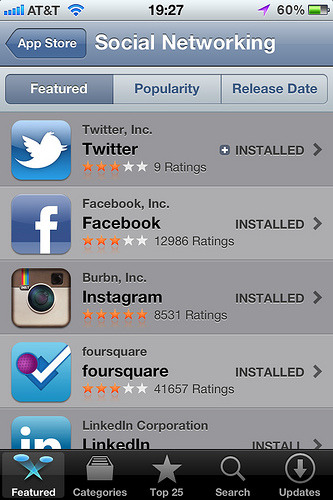 AT&T 19:27 60%
App Store Social Networking
Featured Popularity Release Date
Twitter, Inc.
Twitter INSTALLED
9 Ratings
Facebook, Inc.
f Facebook INSTALLED
12986 Ratings
Burbn, Inc.
Instagram INSTALLED
8531 Ratings
foursquare
foursquare INSTALLED
41657 Ratings
LinkedIn Corporation
in LinkedIn INSTALL
Featured Categories Top 25 Search Updates